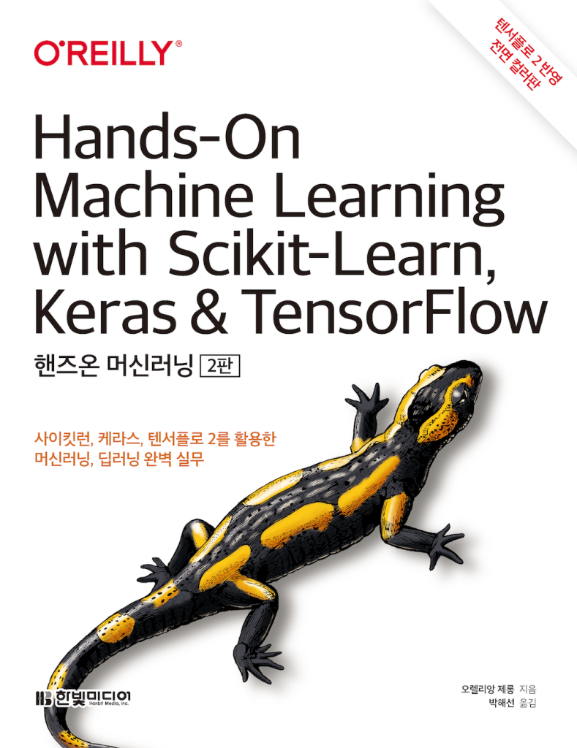 O'REILLY®
텐서플로 2 반영
전면 컬러판
Hands-On
Machine Learning
with Scikit-Learn,
Keras & TensorFlow
핸즈온 머신러닝 2판
사이킷런, 케라스, 텐서플로 2를 활용한
머신러닝, 딥러닝 완벽 실무
오렐리앙 제롱 지음
박해선 옮김
한빛미디어
Hanbit Media, Inc.